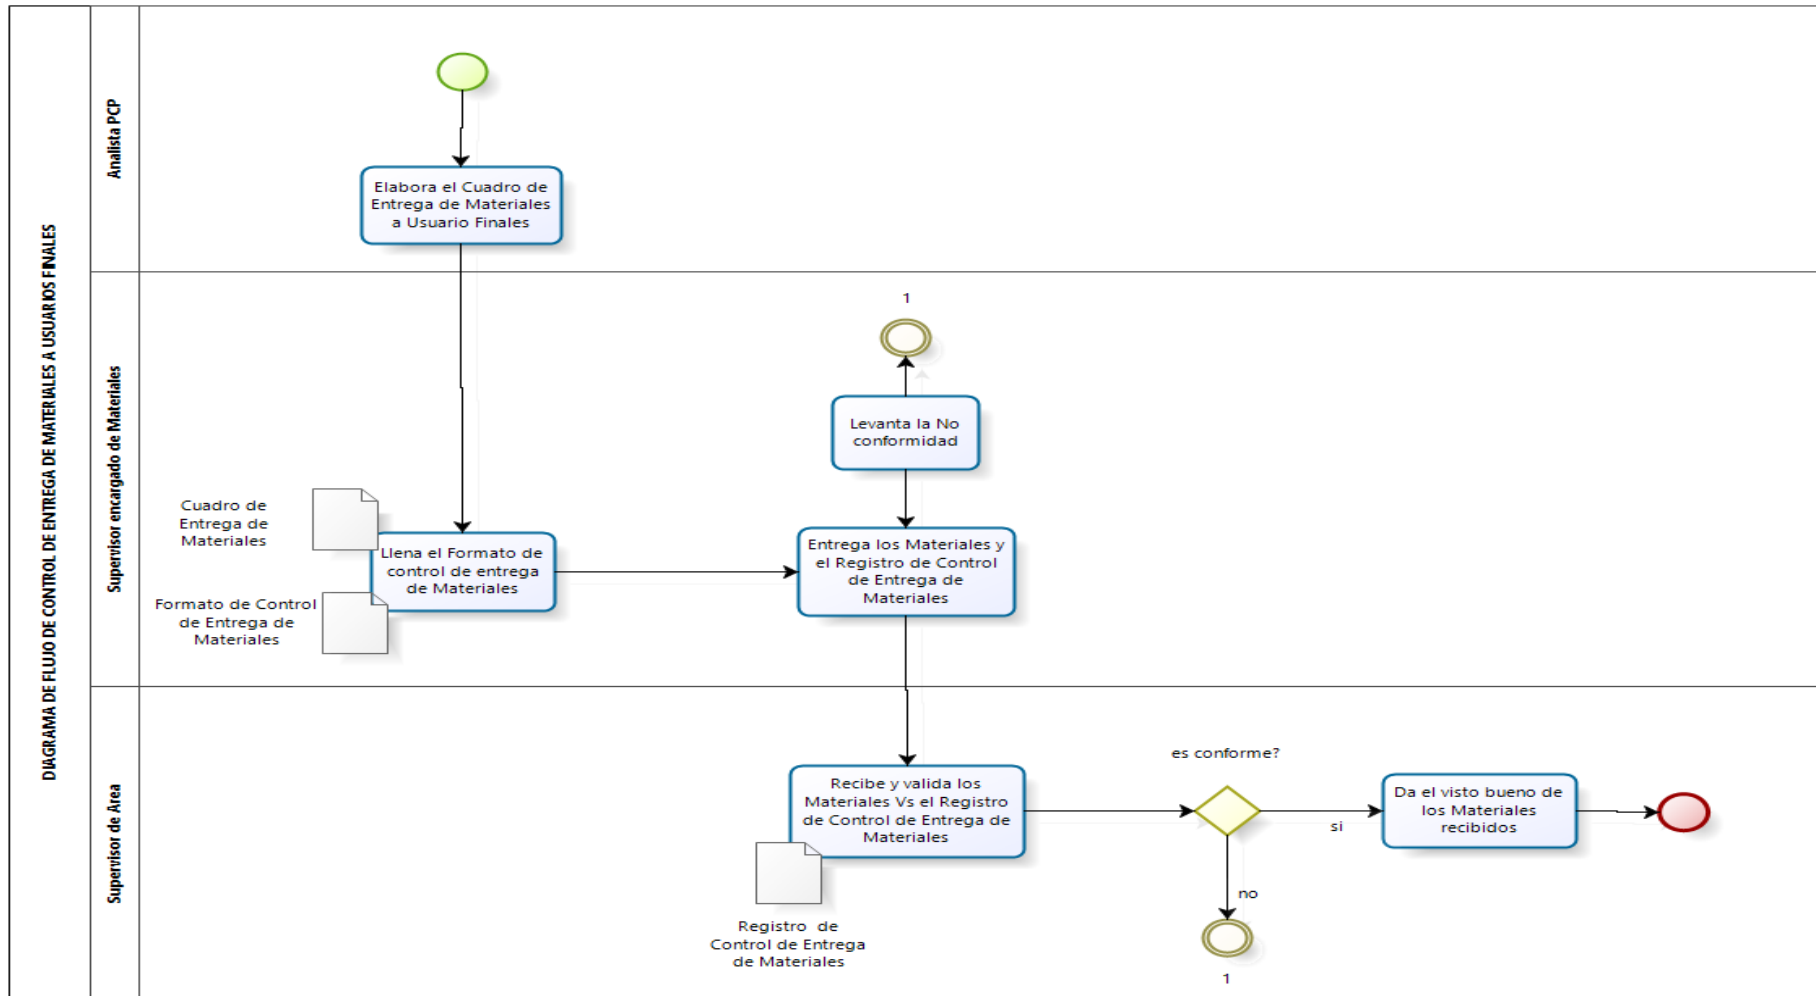 DIAGRAMA DE FLUJO DE CONTROL DE ENTREGA DE MATERIALES A USUARIOS FINALES
Analista PCP
Elabora el Cuadro de
Entrega de Materiales
a Usuario Finales
Supervisor encargado de Materiales
1
Levanta la No
conformidad
Cuadro de
Entrega de
Materiales
Llena el Formato de
control de entrega
de Materiales
Formato de Control
de Entrega de
Materiales
Entrega los Materiales y
el Registro de Control
de Entrega de
Materiales
Supervisor de Area
Recibe y valida los
Materiales Vs el Registro
de Control de Entrega de
Materiales
Registro de
Control de Entrega
de Materiales
es conforme?
si
no
1
Da el visto bueno de
los Materiales
recibidos